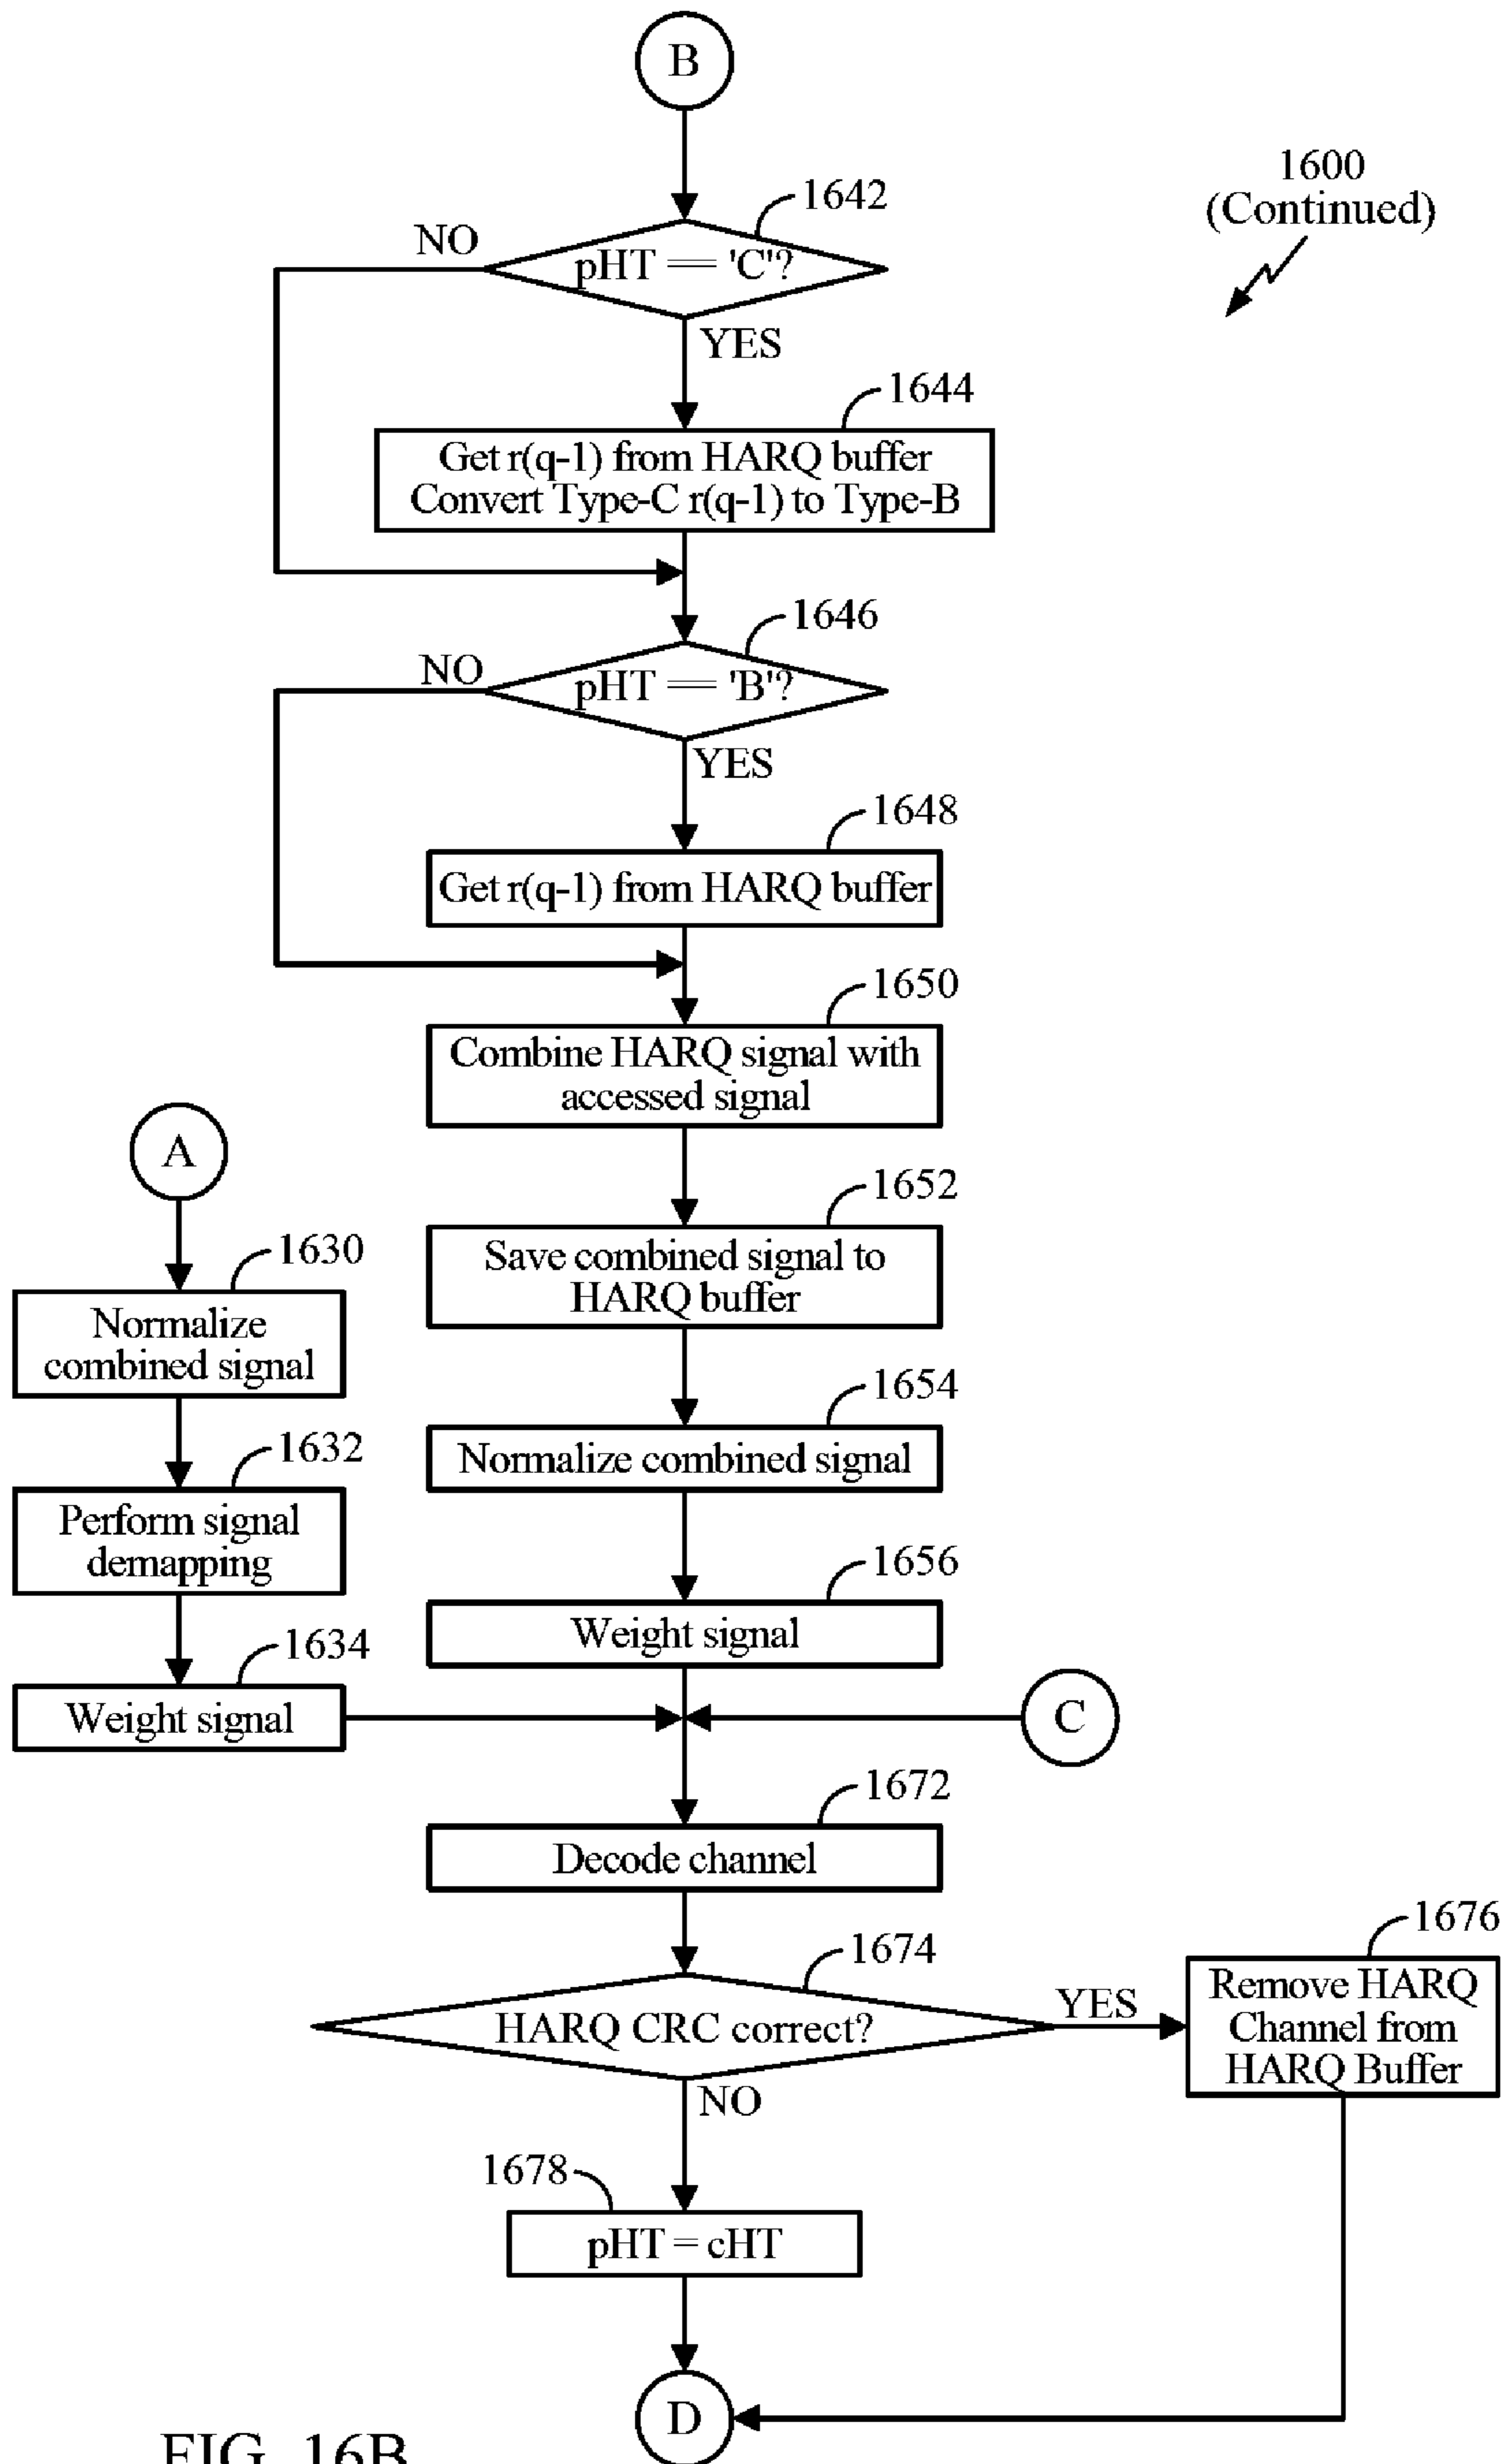 B
1600
(Continued)
1642
NO
pHT == 'C'?
YES
1644
Get r(q-1) from HARQ buffer
Convert Type-C r(q-1) to Type-B
1646
NO
pHT == 'B'?
YES
1648
Get r(q-1) from HARQ buffer
1650
Combine HARQ signal with
accessed signal
A
1652
Save combined signal to
HARQ buffer
1630
Normalize
combined signal
1654
Normalize combined signal
1632
Perform signal
demapping
1656
Weight signal
1634
Weight signal
C
1672
Decode channel
1674
HARQ CRC correct?
YES
1676
Remove HARQ
Channel from
HARQ Buffer
NO
1678
pHT = cHT
D
FIG. 16B